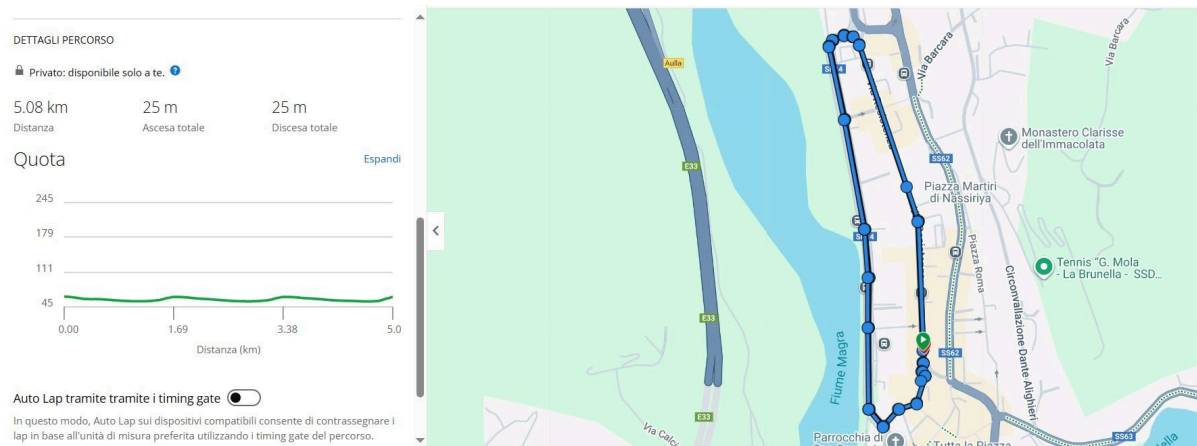 DETTAGLI PERCORSO
Privato: disponibile solo a te. ?
5.08 km 25 m 25 m
Distanza Ascesa totale Discesa totale
Quota Espandi
245
179
111
45
0.00 1.69 3.38 5.0
Distanza (km)
Auto Lap tramite tramite i timing gate
In questo modo, Auto Lap sui dispositivi compatibili consente di contrassegnare i
lap in base all'unità di misura preferita utilizzando i timing gate del percorso.
Aulla
E33
E33
E33
Fiume Magra
Via Barcara
Via Barcara
SS62
SS62
SS62
SS63
Monastero Clarisse
dell'Immacolata
Piazza Martiri
di Nassiriya
Piazza Roma
Circonvallazione Dante Alighieri
Tennis "G. Mola
- La Brunella - SSD...
Parrocchia di
Tutta la Piazza